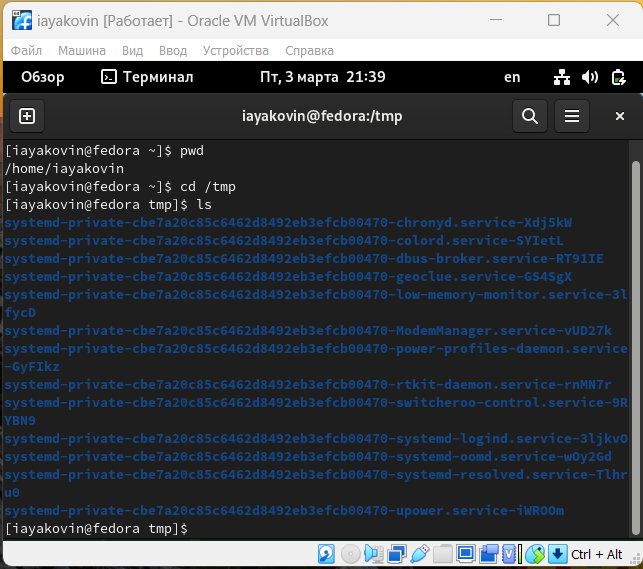 iayakovin [Работает] - Oracle VM VirtualBox
Файл Машина Вид Ввод Устройства Справка
Обзор Терминал Пт, 3 марта 21:39 en
iayakovin@fedora:/tmp
[iayakovin@fedora ~]$ pwd
/home/iayakovin
[iayakovin@fedora ~]$ cd /tmp
[iayakovin@fedora tmp]$ ls
systemd-private-cbe7a20c85c6462d8492eb3efcb00470-chronyd.service-Xdj5kW
systemd-private-cbe7a20c85c6462d8492eb3efcb00470-colord.service-SYIetL
systemd-private-cbe7a20c85c6462d8492eb3efcb00470-dbus-broker.service-RT91IE
systemd-private-cbe7a20c85c6462d8492eb3efcb00470-geoclue.service-GS4SgX
systemd-private-cbe7a20c85c6462d8492eb3efcb00470-low-memory-monitor.service-3l
fycD
systemd-private-cbe7a20c85c6462d8492eb3efcb00470-ModemManager.service-vUD27k
systemd-private-cbe7a20c85c6462d8492eb3efcb00470-power-profiles-daemon.service
-GyFIkz
systemd-private-cbe7a20c85c6462d8492eb3efcb00470-rtkit-daemon.service-rnMN7r
systemd-private-cbe7a20c85c6462d8492eb3efcb00470-switcheroo-control.service-9R
YBN9
systemd-private-cbe7a20c85c6462d8492eb3efcb00470-systemd-logind.service-3ljkvO
systemd-private-cbe7a20c85c6462d8492eb3efcb00470-systemd-oomd.service-wOy2Gd
systemd-private-cbe7a20c85c6462d8492eb3efcb00470-systemd-resolved.service-Tlhr
u0
systemd-private-cbe7a20c85c6462d8492eb3efcb00470-upower.service-iWROOm
[iayakovin@fedora tmp]$
Ctrl + Alt